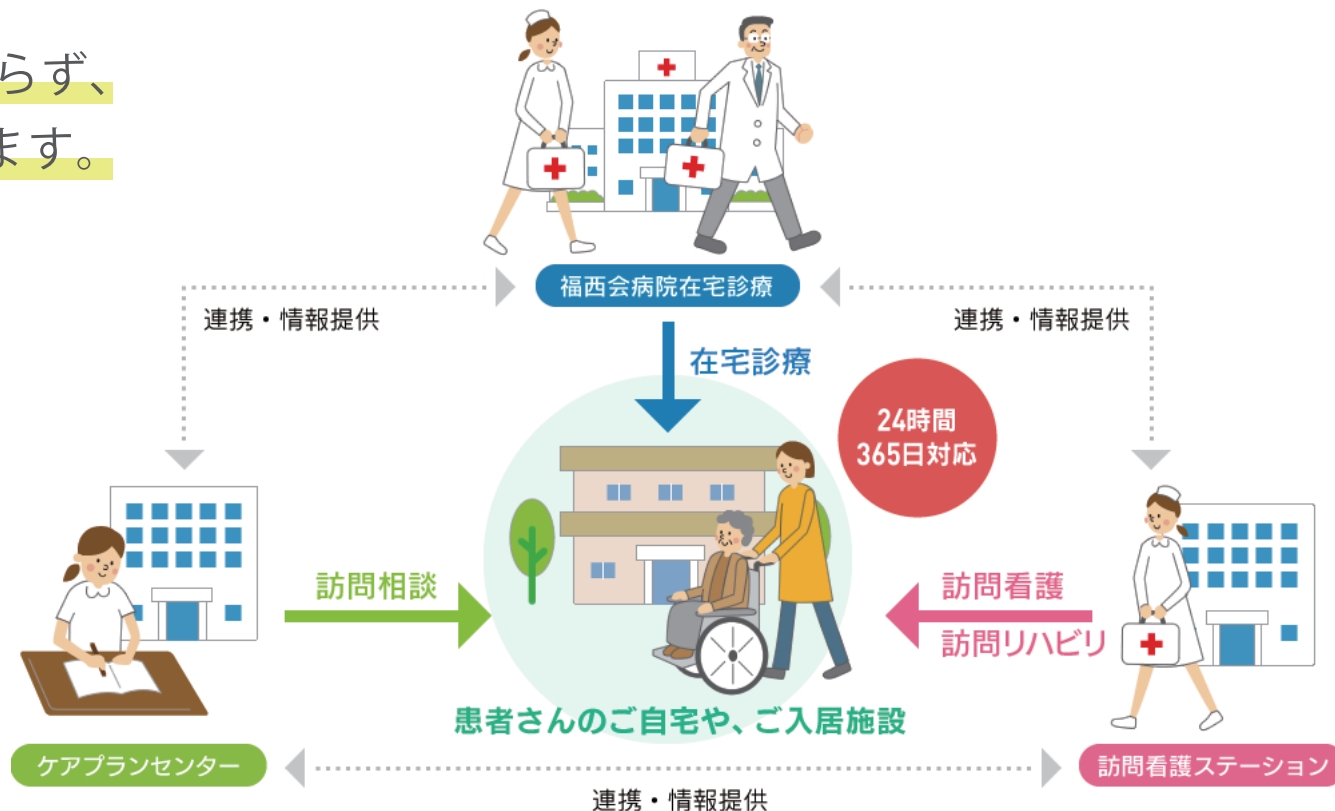 らず、
ます。
福西会病院在宅診療
連携・情報提供
連携・情報提供
在宅診療
24時間
365日対応
訪問相談
訪問看護
訪問リハビリ
患者さんのご自宅や、ご入居施設
ケアプランセンター
訪問看護ステーション
連携・情報提供